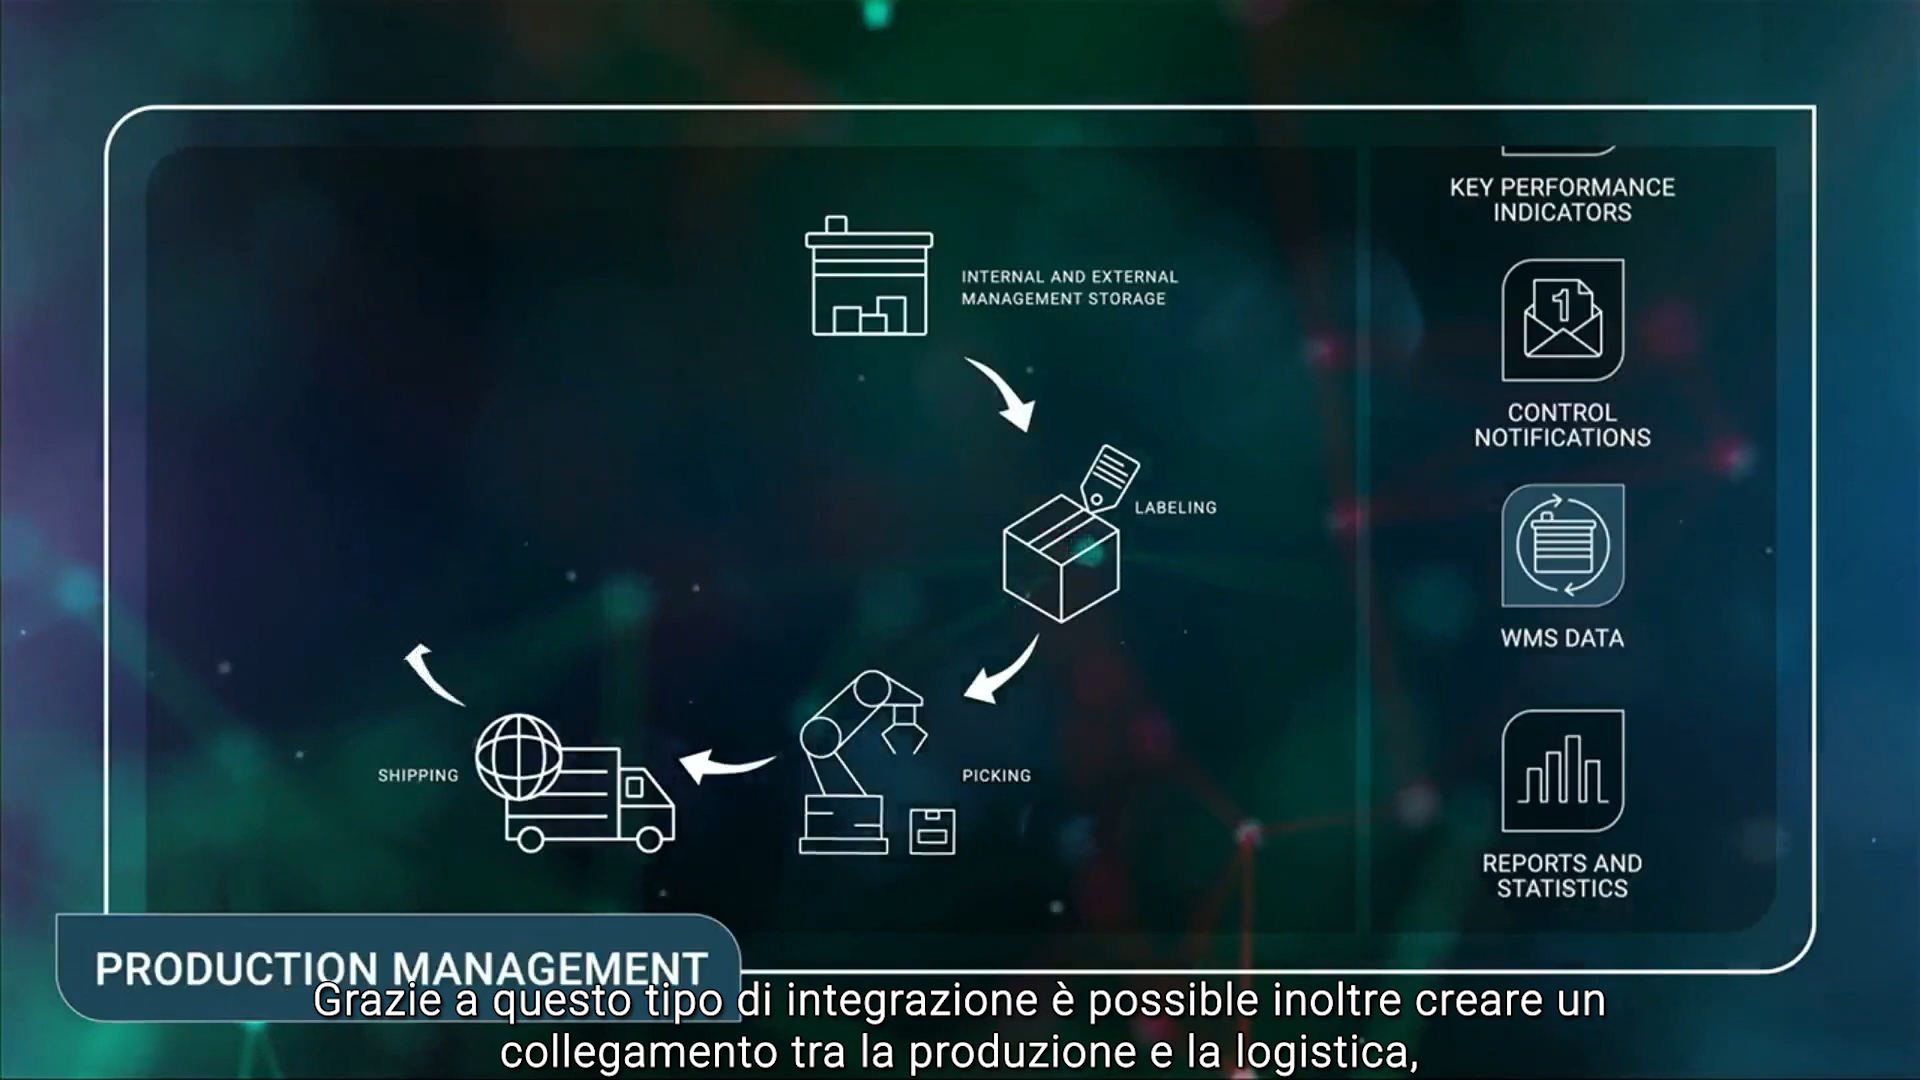 KEY PERFORMANCE
INDICATORS
INTERNAL AND EXTERNAL
MANAGEMENT STORAGE
1
CONTROL
NOTIFICATIONS
LABELING
WMS DATA
SHIPPING
PICKING
REPORTS AND
STATISTICS
PRODUCTION MANAGEMENT
Grazie a questo tipo di integrazione è possible inoltre creare un
collegamento tra la produzione e la logistica,